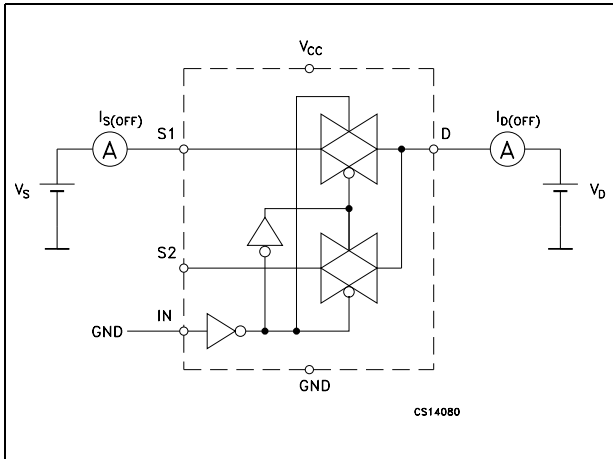 VCC
IS(OFF)
S1
D
ID(OFF)
A
A
VS
VD
S2
IN
GND
GND
CS14080